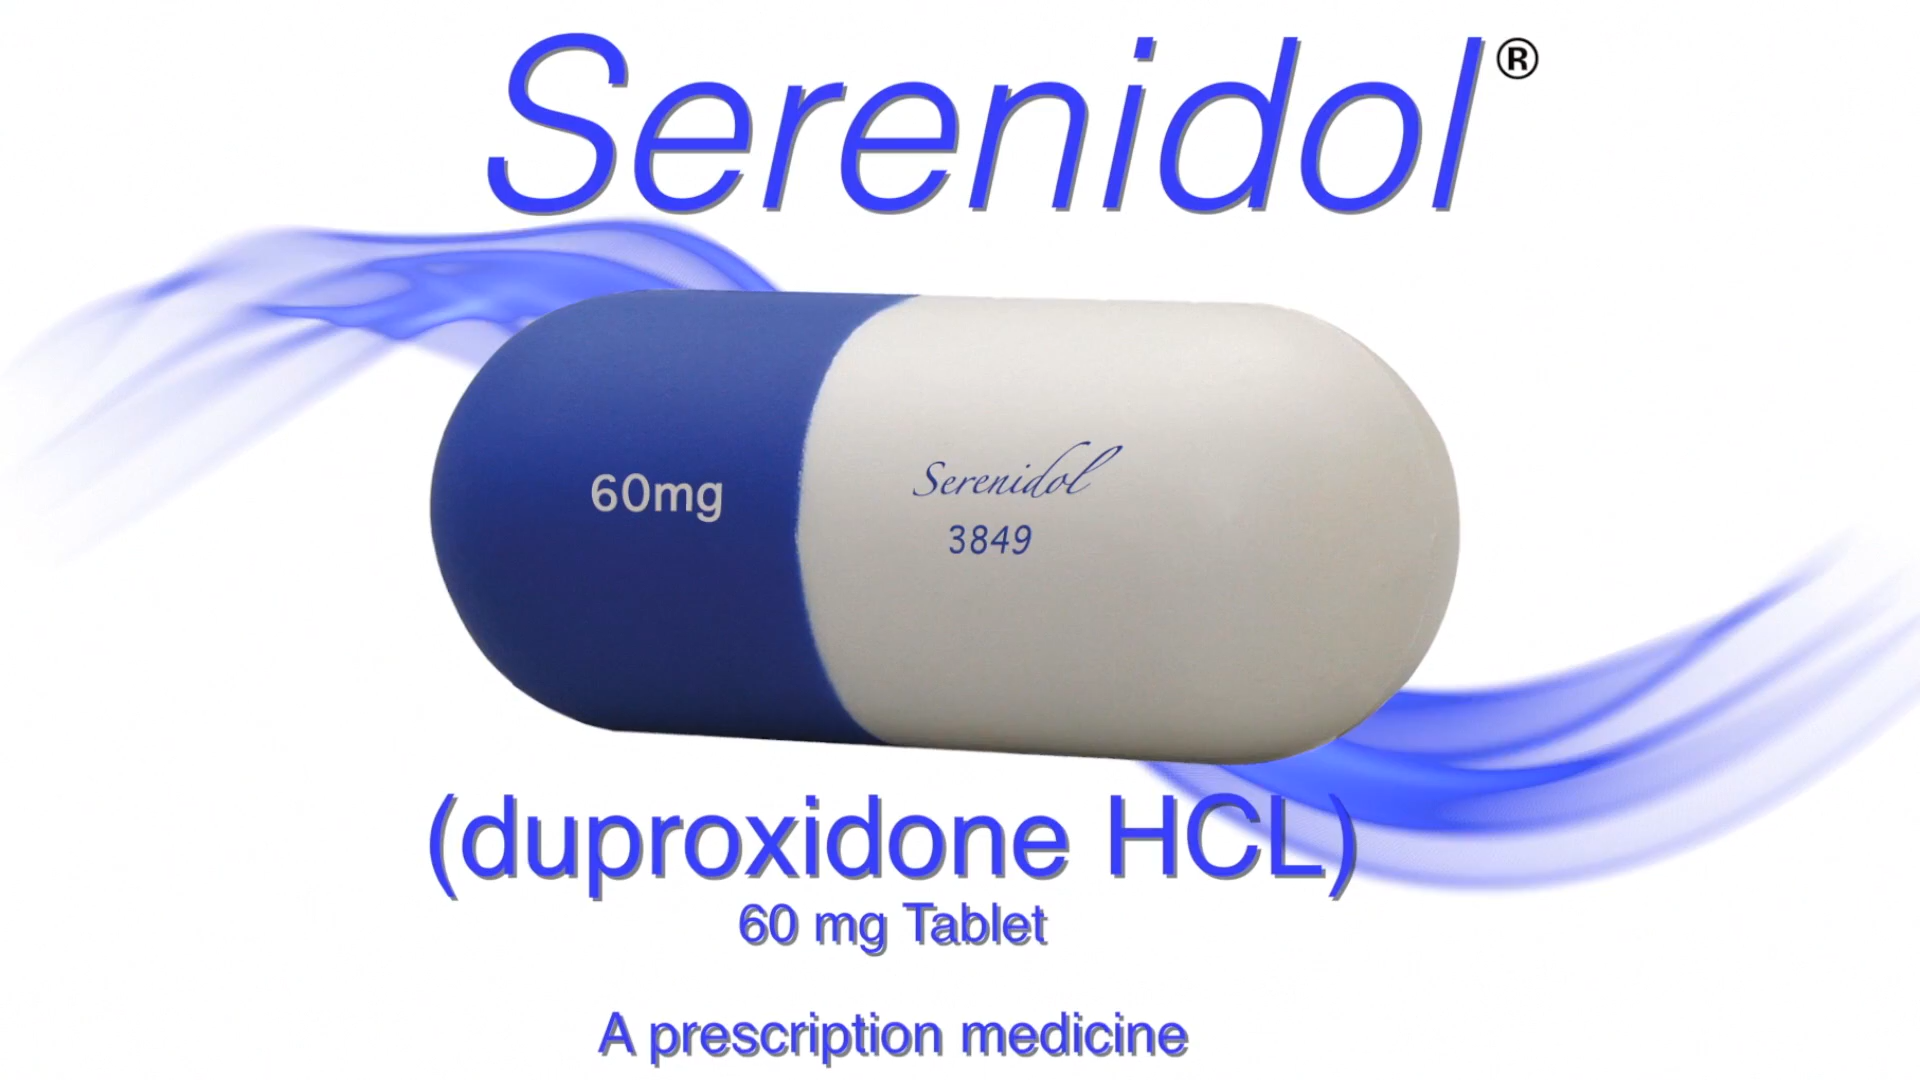 Serenidol®
60mg
Serenidol
3849
(duproxidone HCL)
60 mg Tablet
A prescription medicine